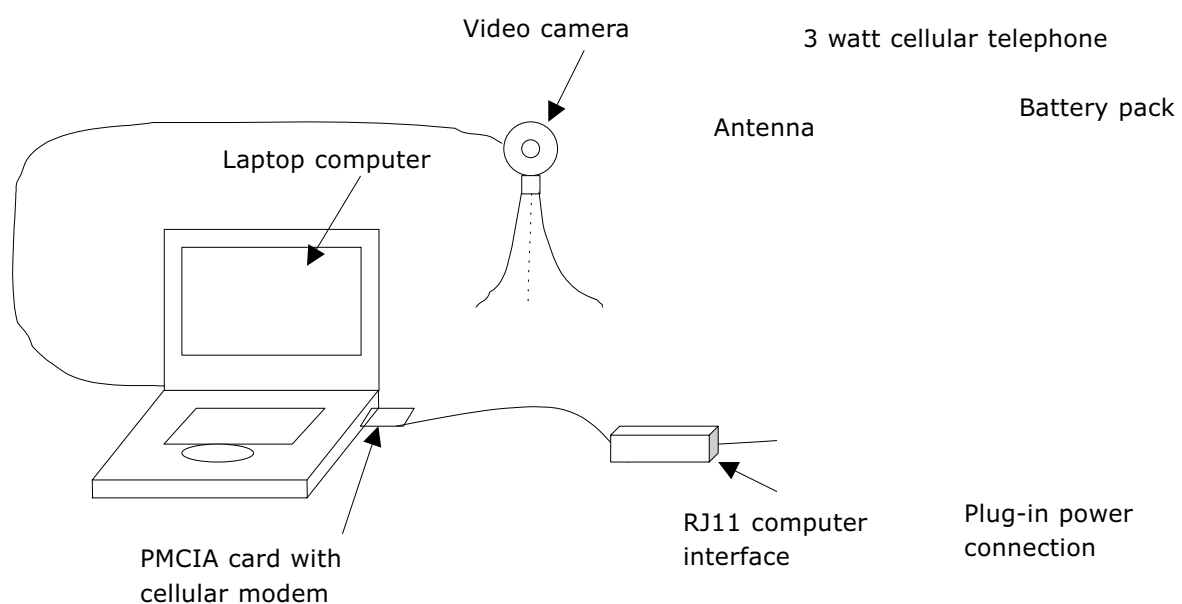 Video camera
3 watt cellular telephone
Battery pack
Antenna
Laptop computer
RJ11 computer
interface
Plug-in power
connection
PMCIA card with
cellular modem